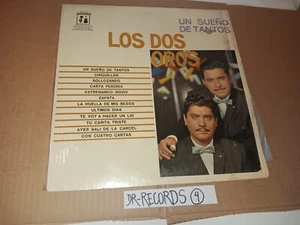 UN SUEÑO
DE TANTOS
LOS DOS
OROS
UN SUEÑO DE TANTOS
CHIQUILLOS
SOLLOZANDO
CARTA PERDIDA
ESTRENANDO NOVIO
ZAPATA
LA HUELLA DE MIS BESOS
ULTIMOS DIAS
TE VOY A HACER UN LIO
TU CARITA TRISTE
AYER SALI DE LA CARCEL
CON CUATRO CARTAS
DR-RECORDS 9